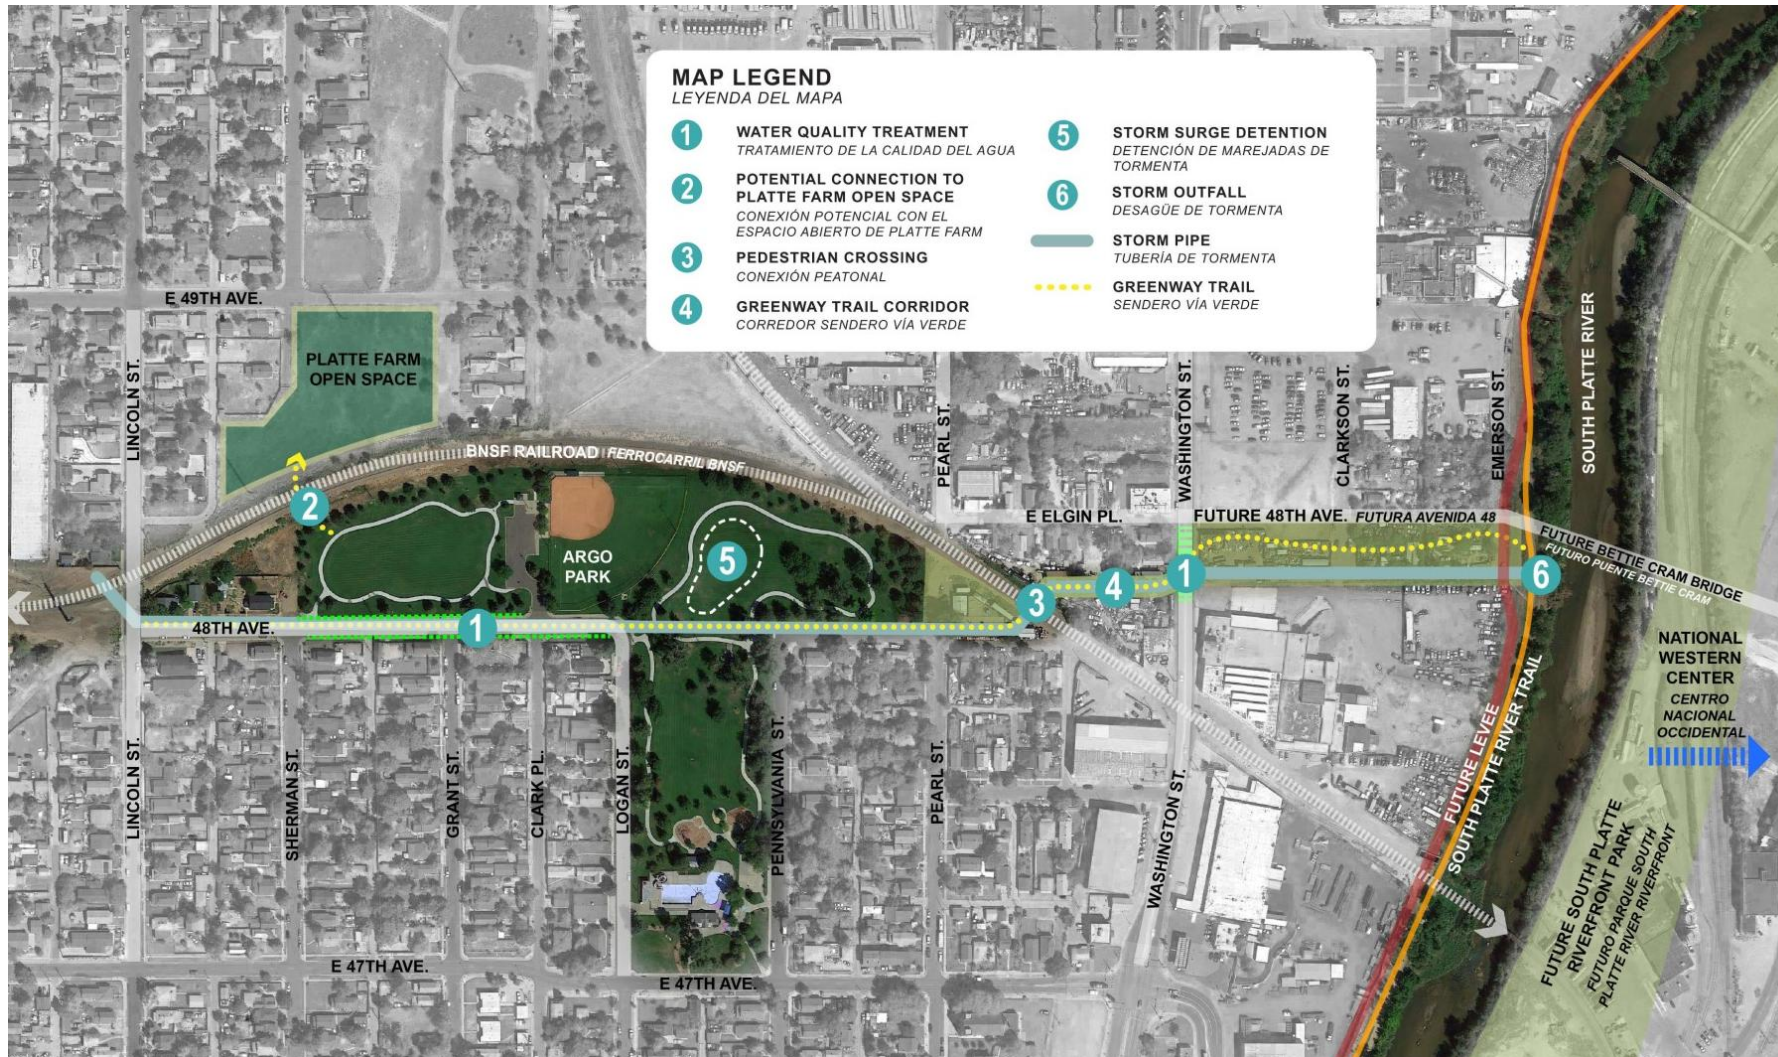 MAP LEGEND
LEYENDA DEL MAPA
1 WATER QUALITY TREATMENT
TRATAMIENTO DE LA CALIDAD DEL AGUA
2 POTENTIAL CONNECTION TO
PLATTE FARM OPEN SPACE
CONEXIÓN POTENCIAL CON EL
ESPACIO ABIERTO DE PLATTE FARM
3 PEDESTRIAN CROSSING
CONEXIÓN PEATONAL
4 GREENWAY TRAIL CORRIDOR
CORREDOR SENDERO VÍA VERDE
5 STORM SURGE DETENTION
DETENCIÓN DE MAREJADAS DE
TORMENTA
6 STORM OUTFALL
DESAGÜE DE TORMENTA
STORM PIPE
TUBERÍA DE TORMENTA
GREENWAY TRAIL
SENDERO VÍA VERDE
E 49TH AVE.
PLATTE FARM
OPEN SPACE
LINCOLN ST.
BNSF RAILROAD FERROCARRIL BNSF
PEARL ST.
WASHINGTON ST.
CLARKSON ST.
EMERSON ST.
SOUTH PLATTE RIVER
2
E ELGIN PL.
FUTURE 48TH AVE. FUTURA AVENIDA 48
FUTURE BETTIE CRAM BRIDGE
FUTURO PUENTE BETTIE CRAM
ARGO
PARK
5
1
6
4
3
48TH AVE.
1
NATIONAL
WESTERN
CENTER
CENTRO
NACIONAL
OCCIDENTAL
LINCOLN ST.
SHERMAN ST.
GRANT ST.
CLARK PL.
LOGAN ST.
PENNSYLVANIA ST.
PEARL ST.
WASHINGTON ST.
FUTURE LEVEE
SOUTH PLATTE RIVER TRAIL
FUTURE SOUTH PLATTE
RIVERFRONT PARK
FUTURO PARQUE SOUTH
PLATTE RIVER RIVERFRONT
E 47TH AVE.
E 47TH AVE.